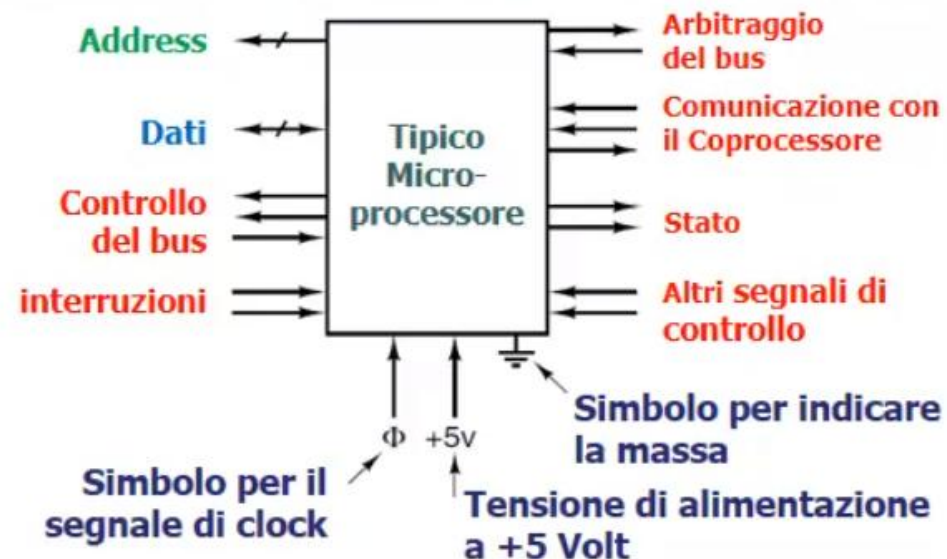 Address
Dati
Controllo
del bus
interruzioni
Tipico
Micro-
processore
Arbitraggio
del bus
Comunicazione con
il Coprocessore
Stato
Altri segnali di
controllo
Φ +5v
Simbolo per indicare
la massa
Simbolo per il
segnale di clock
Tensione di alimentazione
a +5 Volt